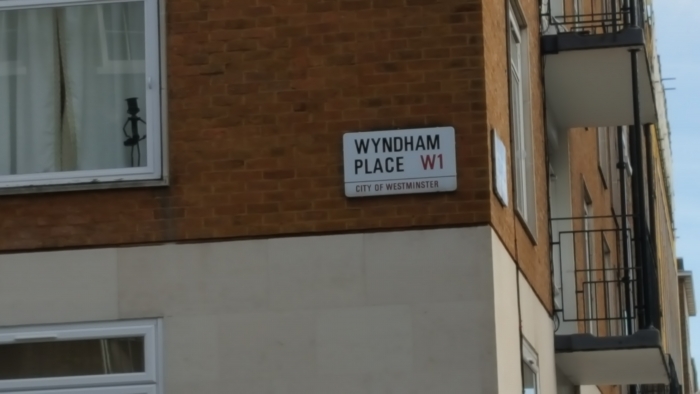 WYNDHAM
PLACE W1
CITY OF WESTMINSTER